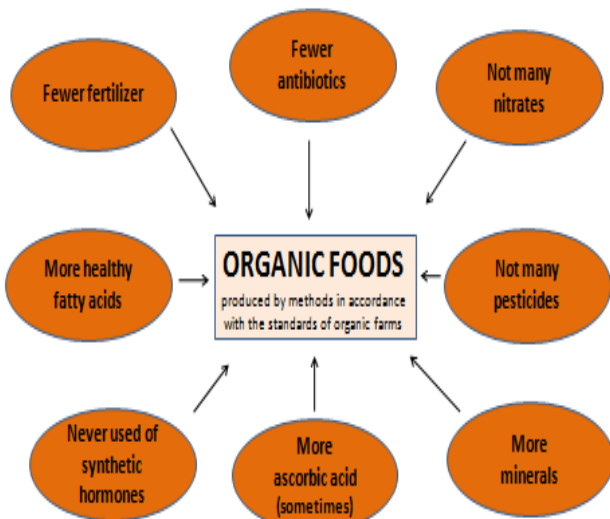 Fewer
antibiotics
Fewer fertilizer
Not many
nitrates
ORGANIC FOODS
produced by methods in accordance
with the standards of organic farms
More healthy
fatty acids
Not many
pesticides
Never used of
synthetic
hormones
More
ascorbic acid
(sometimes)
More
minerals